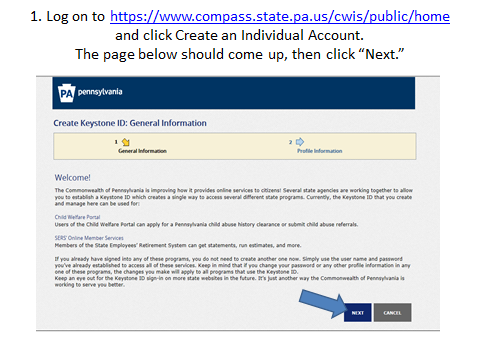 1. Log on to https://www.compass.state.pa.us/cwis/public/home
and click Create an Individual Account.
The page below should come up, then click “Next.”
PA pennsylvania
Create Keystone ID: General Information
1
General Information
2
Profile Information
Welcome!
The Commonwealth of Pennsylvania is improving how it provides online services to citizens! Several state agencies are working together to allow
you to establish a Keystone ID which creates a single way to access several different state programs. Currently, the Keystone ID that you create
and manage here can be used for:
Child Welfare Portal
Users of the Child Welfare Portal can apply for a Pennsylvania child abuse history clearance or submit child abuse referrals.
SERS' Online Member Services
Members of the State Employees' Retirement System can get statements, run estimates, and more.
If you already have signed into any of these programs, you do not need to create another one now. Simply use the user name and password
you've already established to access all of these services. Keep in mind that if you change your password or any other profile information in any
one of these programs, the changes you make will apply to all programs that use the Keystone ID.
Keep an eye out for the Keystone ID sign-in on more state websites in the future. It's just another way the Commonwealth of Pennsylvania is
working to serve you better.
NEXT
CANCEL